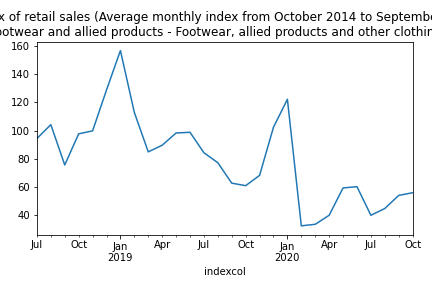 x of retail sales (Average monthly index from October 2014 to Septembe
otwear and allied products - Footwear, allied products and other clothin
160
140
120
100
80
60
40
Jul Oct Jan Apr Jul Oct Jan Apr Jul Oct
2019 2020
indexcol